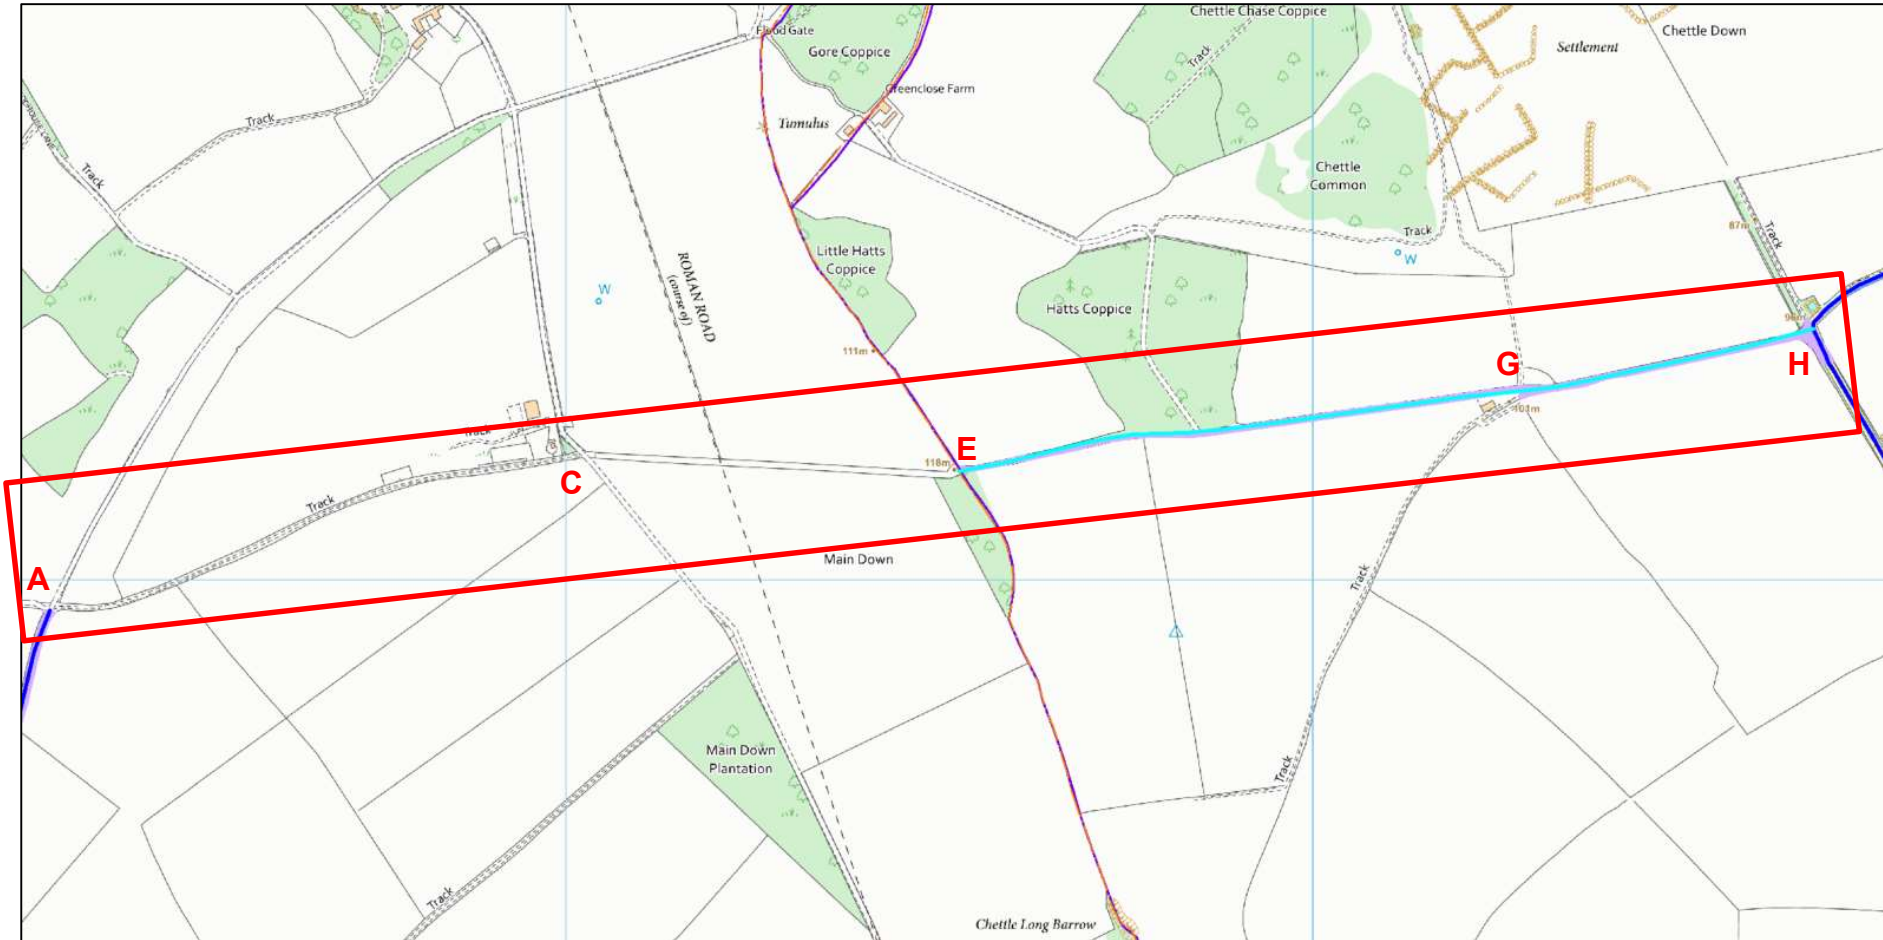 Chettle Chase Coppice
Flood Gate
Gore Coppice
Settlement
Chettle Down
Track
Greenclose Farm
Track
Tumulus
Track
Chettle
Common
Track
87m
Track
Little Hatts
Coppice
W
ROMAN ROAD
(course of)
W
Hatts Coppice
96m
111m
G
H
101m
Track
E
118m
C
Track
A
Main Down
Track
Main Down
Plantation
Track
Track
Chettle Long Barrow